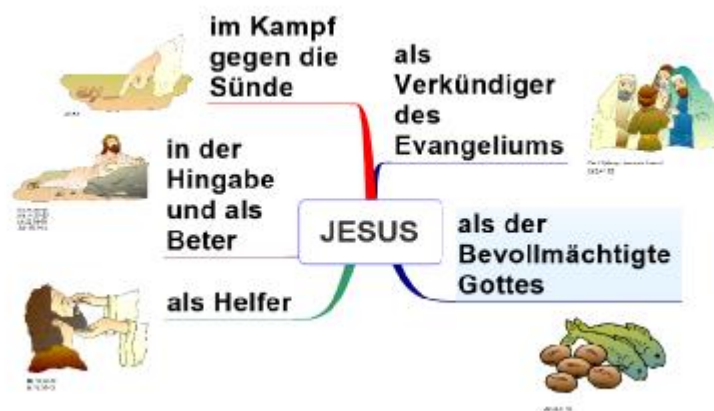 im Kampf
gegen die
Sünde
als
Verkündiger
des
Evangeliums
in der
Hingabe
und als
Beter
JESUS
als der
Bevollmächtigte
Gottes
als Helfer